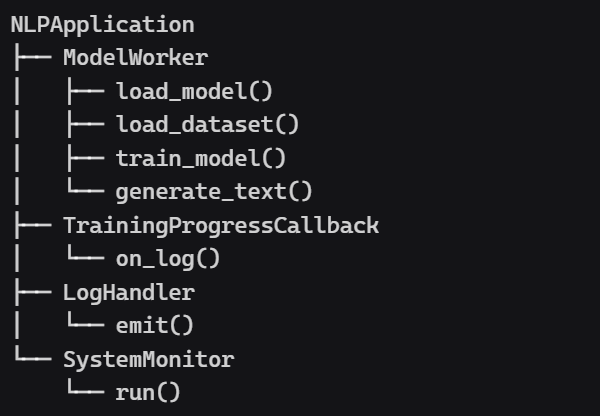 NLPApplication
├── ModelWorker
│   ├── load_model()
│   ├── load_dataset()
│   ├── train_model()
│   └── generate_text()
├── TrainingProgressCallback
│   └── on_log()
├── LogHandler
│   └── emit()
└── SystemMonitor
    └── run()